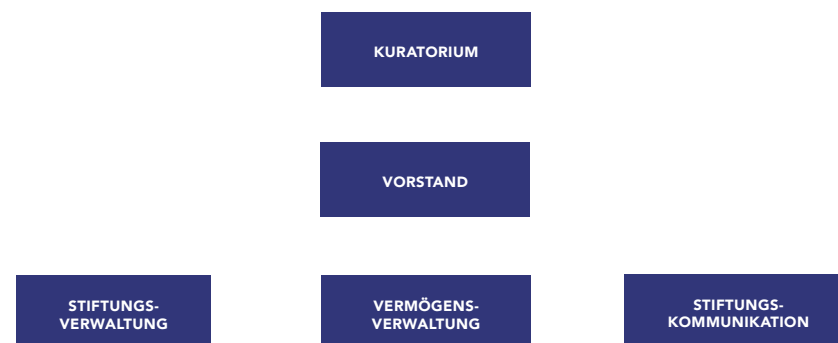 KURATORIUM
VORSTAND
STIFTUNGS-
VERWALTUNG
VERMÖGENS-
VERWALTUNG
STIFTUNGS-
KOMMUNIKATION